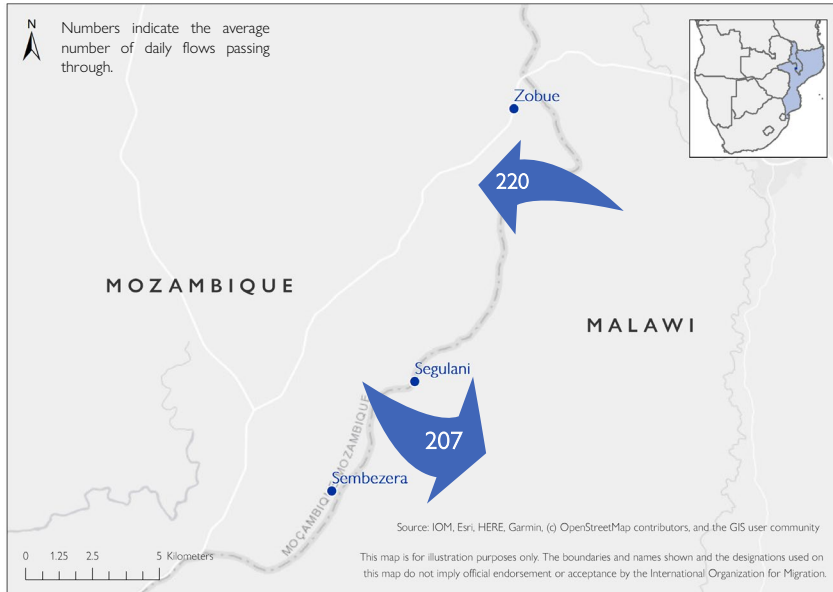 N
Numbers indicate the average
number of daily flows passing
through.
Zobue
220
MOZAMBIQUE
MALAWI
Segulani
207
Sembezera
MOÇAMBIQUE MOZAMBIQUE
Source: IOM, Esri, HERE, Garmin, (c) OpenStreetMap contributors, and the GIS user community
0 1.25 2.5 5 Kilometers
This map is for illustration purposes only. The boundaries and names shown and the designations used on
this map do not imply official endorsement or acceptance by the International Organization for Migration.